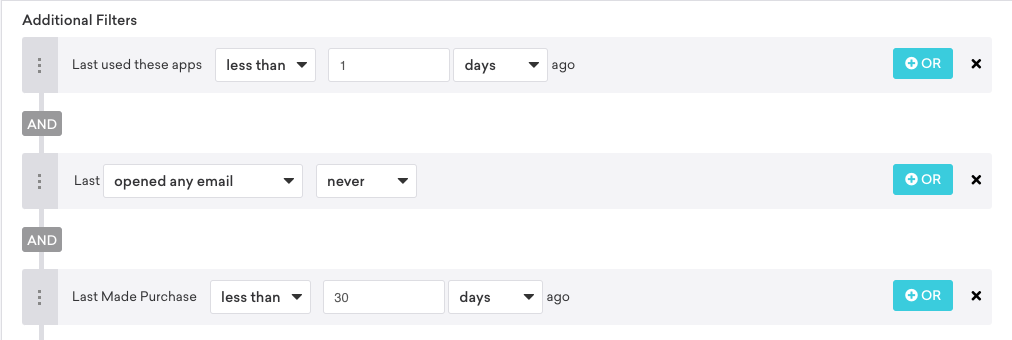 Additional Filters
Last used these apps less than 1 days ago OR
AND
Last opened any email never OR
AND
Last Made Purchase less than 30 days ago OR